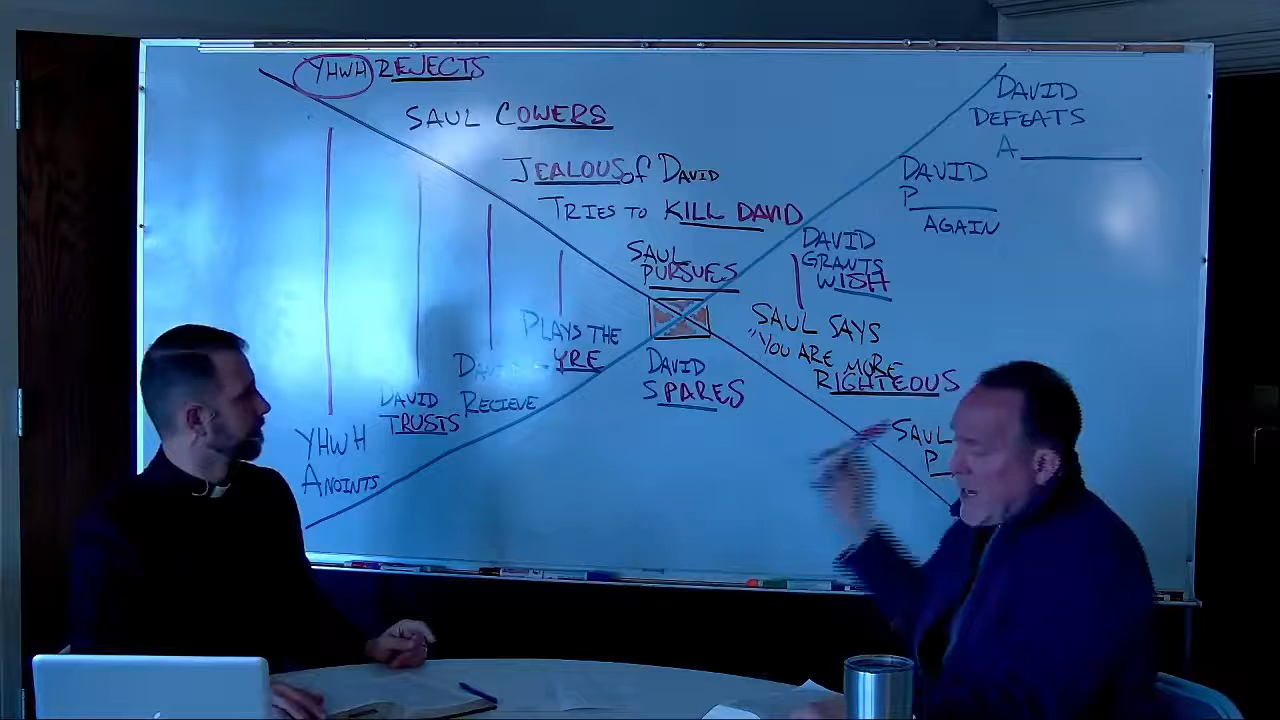 YHWH REJECTS
SAUL COWERS
JEALOUS of DAVID
TRIES TO KILL DAVID
SAUL
PURSUES
DAVID
DEFEATS
A
DAVID
P
AGAIN
DAVID
GRANTS
WISH
SAUL SAYS
"YOU ARE MORE
RIGHTEOUS
SAUL
P
PLAYS THE
YRE
DAVID
SPARES
RECIEVE
DAVID
TRUSTS
YHWH
ANOINTS